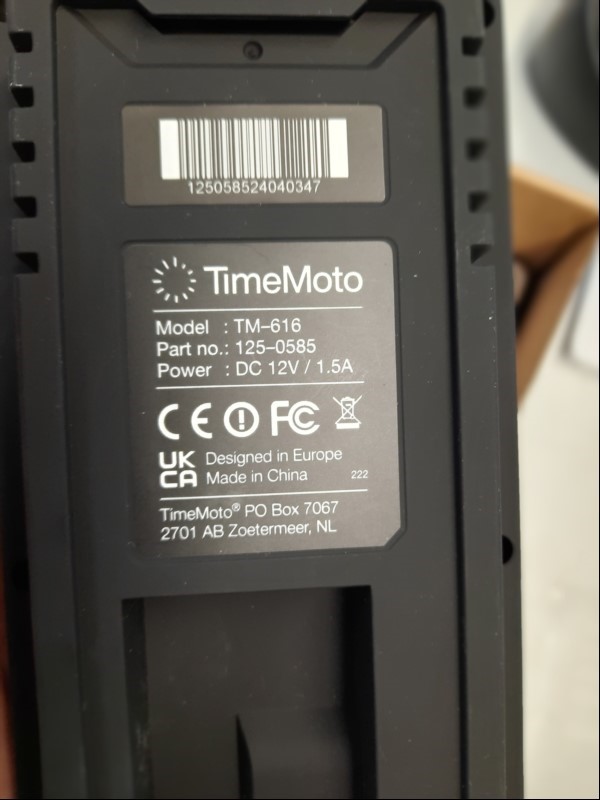 125058524040347
TimeMoto
Model : TM-616
Part no.: 125-0585
Power : DC 12V / 1.5A
CE FC
UK
CA
Designed in Europe
Made in China 222
TimeMoto® PO Box 7067
2701 AB Zoetermeer, NL